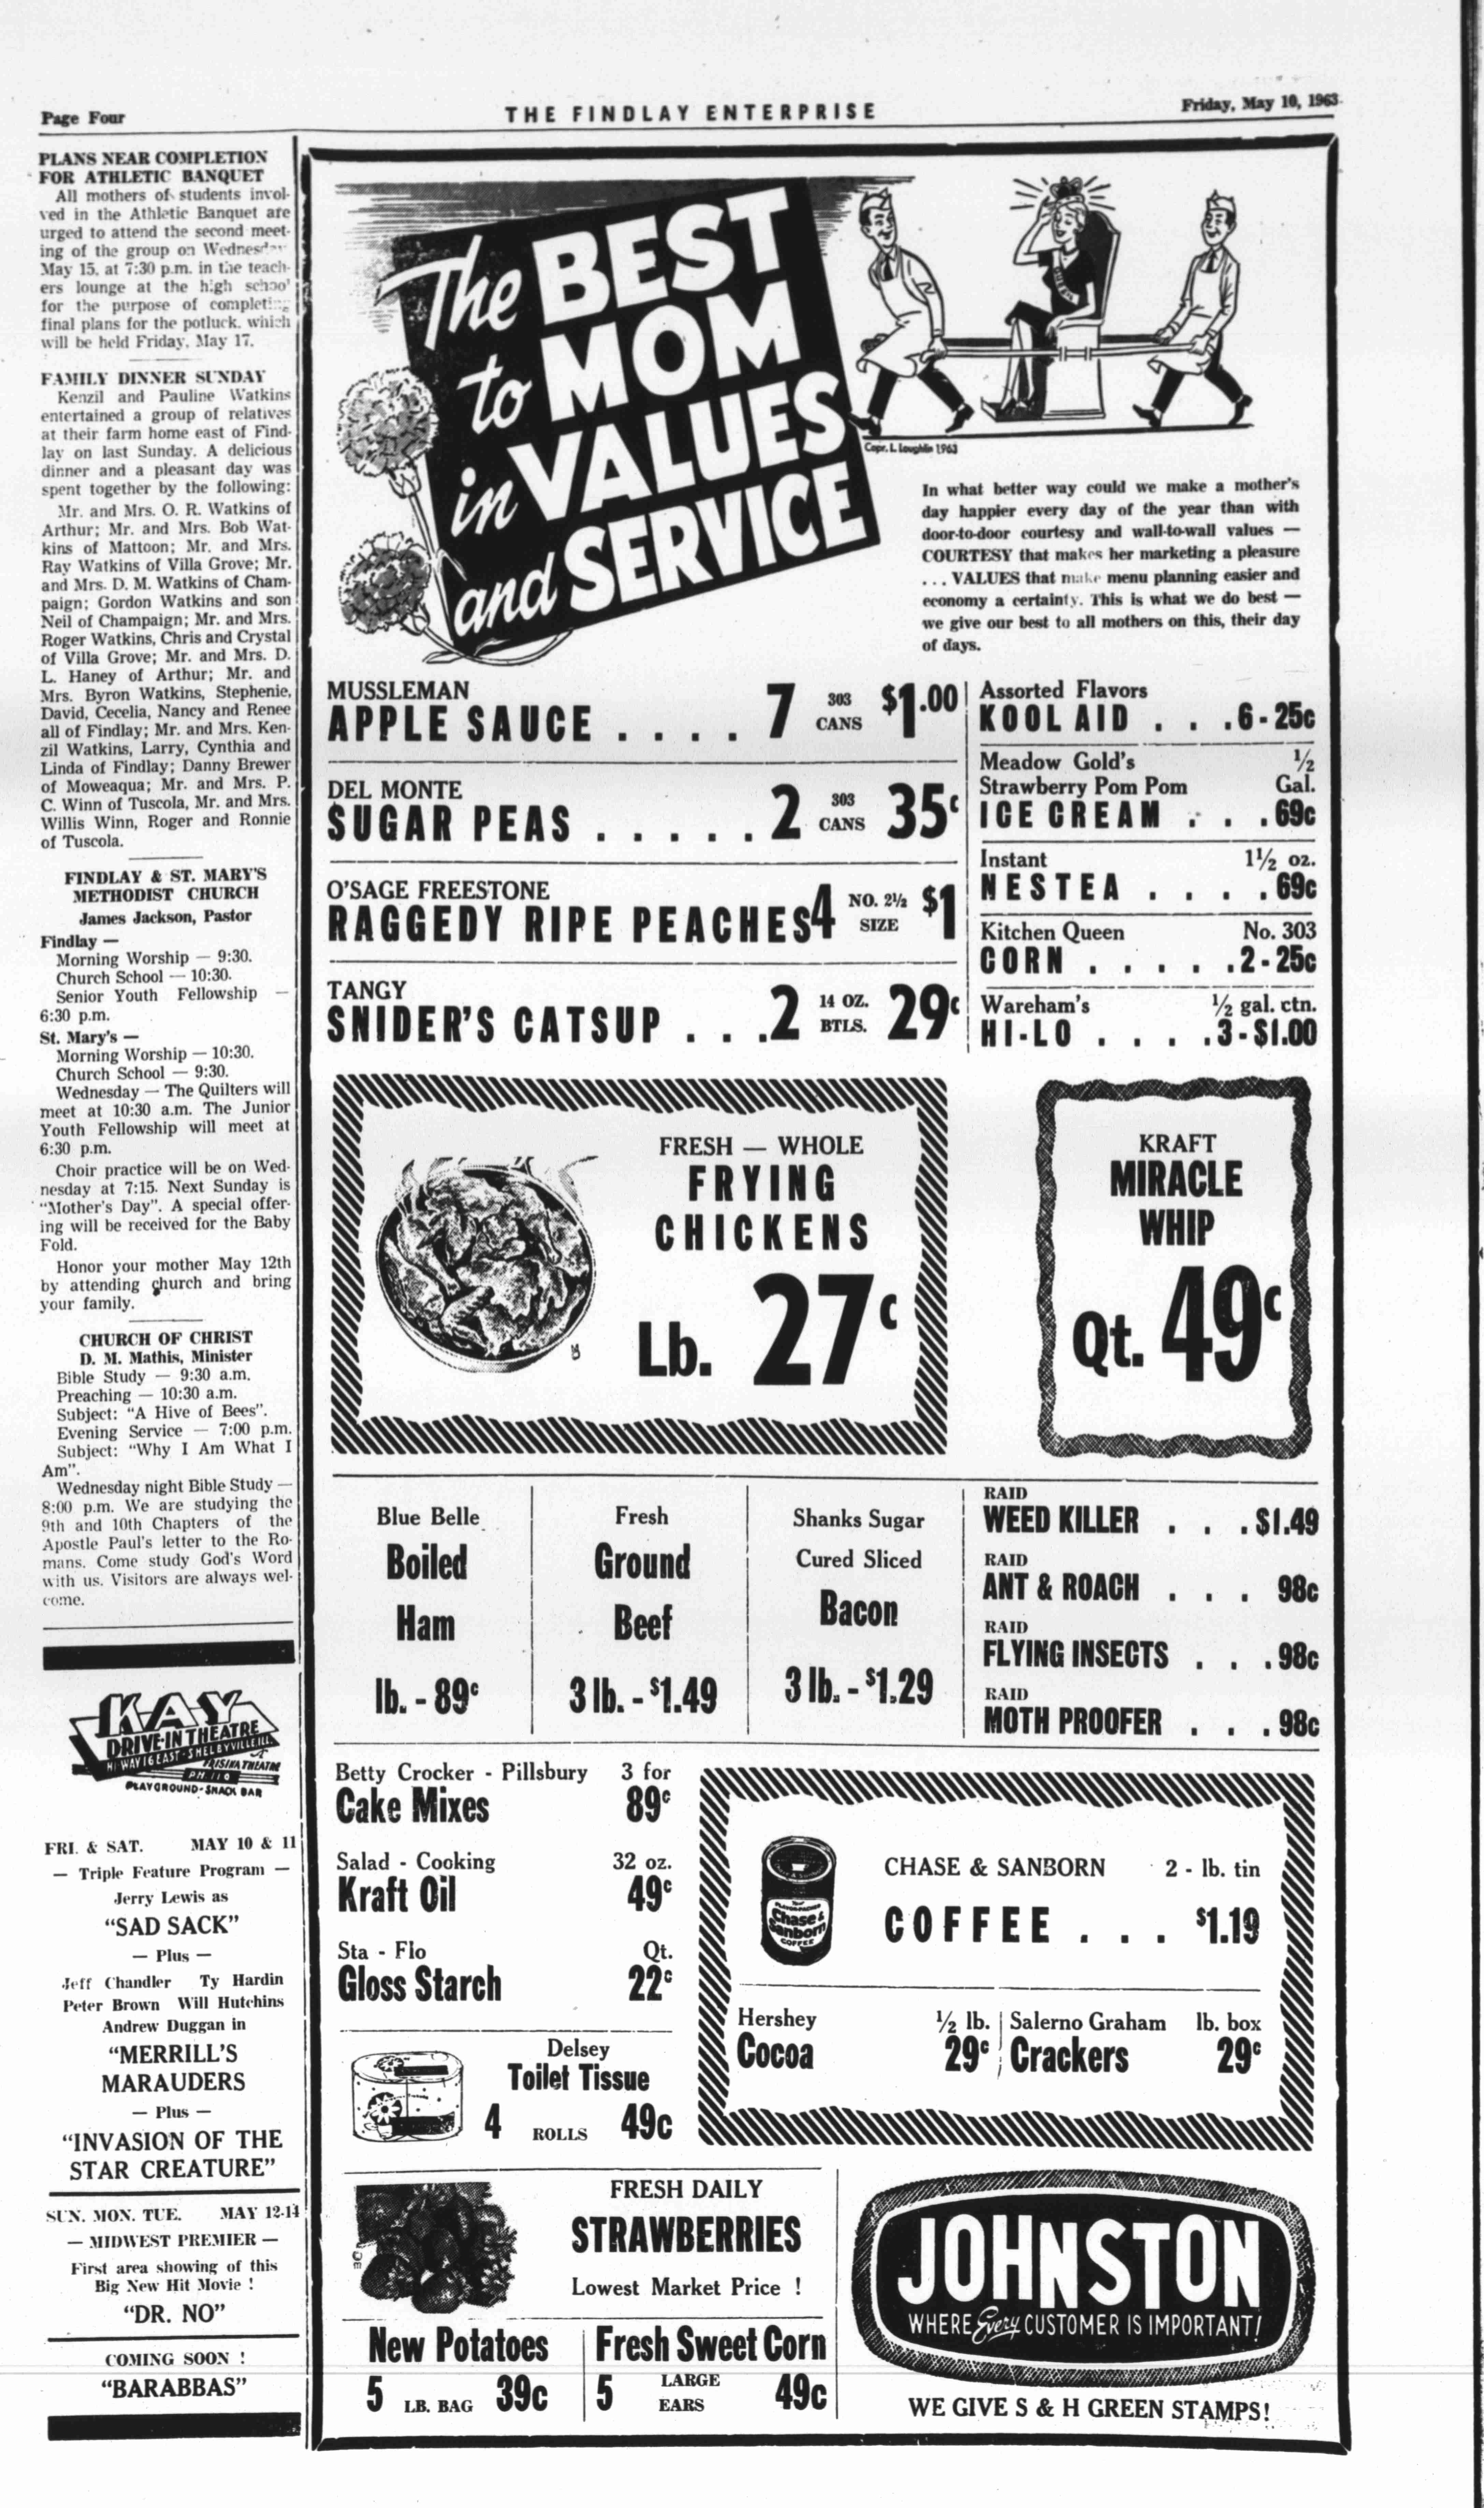 Page Four
THE FINDLAY ENTERPRISE
Friday, May 10, 1963
PLANS NEAR COMPLETION
FOR ATHLETIC BANQUET
All mothers of students invol-
ved in the Athletic Banquet are
urged to attend the second meet-
ing of the group on
May 15, at 7:30 p.m. in the teach-
ers lounge at the high school
for the purpose of completing
final plans for the potluck, which
will be held Friday, May 17.
FAMILY DINNER SUNDAY
Kenzil and Pauline Watkins
entertained a group of relatives
at their farm home east of Find-
lay on last Sunday. A delicious
dinner and a pleasant day was
spent together by the following:
Mr. and Mrs. O. R. Watkins of
Arthur; Mr. and Mrs. Bob Wat-
kins of Mattoon; Mr. and Mrs.
Ray Watkins of Villa Grove; Mr.
and Mrs. D. M. Watkins of Cham-
paign; Gordon Watkins and son
Neil of Champaign; Mr. and Mrs.
Roger Watkins, Chris and Crystal
of Villa Grove; Mr. and Mrs. D.
L. Haney of Arthur; Mr. and
Mrs. Byron Watkins, Stephenie,
David, Cecelia, Nancy and Renee
all of Findlay; Mr. and Mrs. Ken-
zil Watkins, Larry, Cynthia and
Linda of Findlay; Danny Brewer
of Moweaqua; Mr. and Mrs. P.
C. Winn of Tuscola, Mr. and Mrs.
Willis Winn, Roger and Ronnie
of Tuscola.
FINDLAY & ST. MARY'S
METHODIST CHURCH
James Jackson, Pastor
Findlay —
Morning Worship — 9:30.
Church School — 10:30.
Senior Youth Fellowship —
6:30 p.m.
St. Mary's —
Morning Worship — 10:30.
Church School — 9:30.
Wednesday — The Quilters will
meet at 10:30 a.m. The Junior
Youth Fellowship will meet at
6:30 p.m.
Choir practice will be on Wed-
nesday at 7:15. Next Sunday is
"Mother's Day". A special offer-
ing will be received for the Baby
Fold.
Honor your mother May 12th
by attending church and bring
your family.
CHURCH OF CHRIST
D. M. Mathis, Minister
Bible Study — 9:30 a.m.
Preaching — 10:30 a.m.
Subject: "A Hive of Bees".
Evening Service — 7:00 p.m.
Subject: "Why I Am What I
Am".
Wednesday night Bible Study —
8:00 p.m. We are studying the
9th and 10th Chapters of the
Apostle Paul's letter to the Ro-
mans. Come study God's Word
with us. Visitors are always wel-
come.
KAY
DRIVE-IN THEATRE
HI WAY 16 EAST - SHELBYVILLE ILL.
A FRISINA THEATRE
PH 110
PLAYGROUND - SNACK BAR
FRI. & SAT. MAY 10 & 11
— Triple Feature Program —
Jerry Lewis as
"SAD SACK"
— Plus —
Jeff Chandler Ty Hardin
Peter Brown Will Hutchins
Andrew Duggan in
"MERRILL'S
MARAUDERS
— Plus —
"INVASION OF THE
STAR CREATURE"
SUN. MON. TUE. MAY 12-14
— MIDWEST PREMIER —
First area showing of this
Big New Hit Movie !
"DR. NO"
COMING SOON !
"BARABBAS"
The BEST
to MOM
in VALUES
and SERVICE
Copr. L Loughlin 1963
In what better way could we make a mother's
day happier every day of the year than with
door-to-door courtesy and wall-to-wall values —
COURTESY that makes her marketing a pleasure
. . . VALUES that make menu planning easier and
economy a certainty. This is what we do best —
we give our best to all mothers on this, their day
of days.
MUSSLEMAN
APPLE SAUCE . . . . 7 303 CANS $1.00
DEL MONTE
SUGAR PEAS . . . . . 2 303 CANS 35c
O'SAGE FREESTONE
RAGGEDY RIPE PEACHES 4 NO. 2½ SIZE $1
TANGY
SNIDER'S CATSUP . . . 2 14 OZ. BTLS. 29c
Assorted Flavors
KOOL AID . . . 6 - 25c
Meadow Gold's ½
Strawberry Pom Pom Gal.
ICE CREAM . . . 69c
Instant 1½ oz.
NESTEA . . . . 69c
Kitchen Queen No. 303
CORN . . . . . 2 - 25c
Wareham's ½ gal. ctn.
HI-LO . . . . 3 - $1.00
FRESH — WHOLE
FRYING
CHICKENS
Lb. 27c
KRAFT
MIRACLE
WHIP
Qt. 49c
Blue Belle
Boiled
Ham
lb. - 89c
Fresh
Ground
Beef
3 lb. - $1.49
Shanks Sugar
Cured Sliced
Bacon
3 lb. - $1.29
RAID
WEED KILLER . . . $1.49
RAID
ANT & ROACH . . . 98c
RAID
FLYING INSECTS . . . 98c
RAID
MOTH PROOFER . . . 98c
Betty Crocker - Pillsbury 3 for
Cake Mixes 89c
Salad - Cooking 32 oz.
Kraft Oil 49c
Sta - Flo Qt.
Gloss Starch 22c
Delsey
Toilet Tissue
4 ROLLS 49c
Chase &
Sanborn
COFFEE
CHASE & SANBORN 2 - lb. tin
COFFEE . . . $1.19
Hershey ½ lb.
Cocoa 29c
Salerno Graham lb. box
Crackers 29c
FRESH DAILY
STRAWBERRIES
Lowest Market Price !
New Potatoes
5 LB. BAG 39c
Fresh Sweet Corn
5 LARGE EARS 49c
JOHNSTON
WHERE Every CUSTOMER IS IMPORTANT!
WE GIVE S & H GREEN STAMPS!